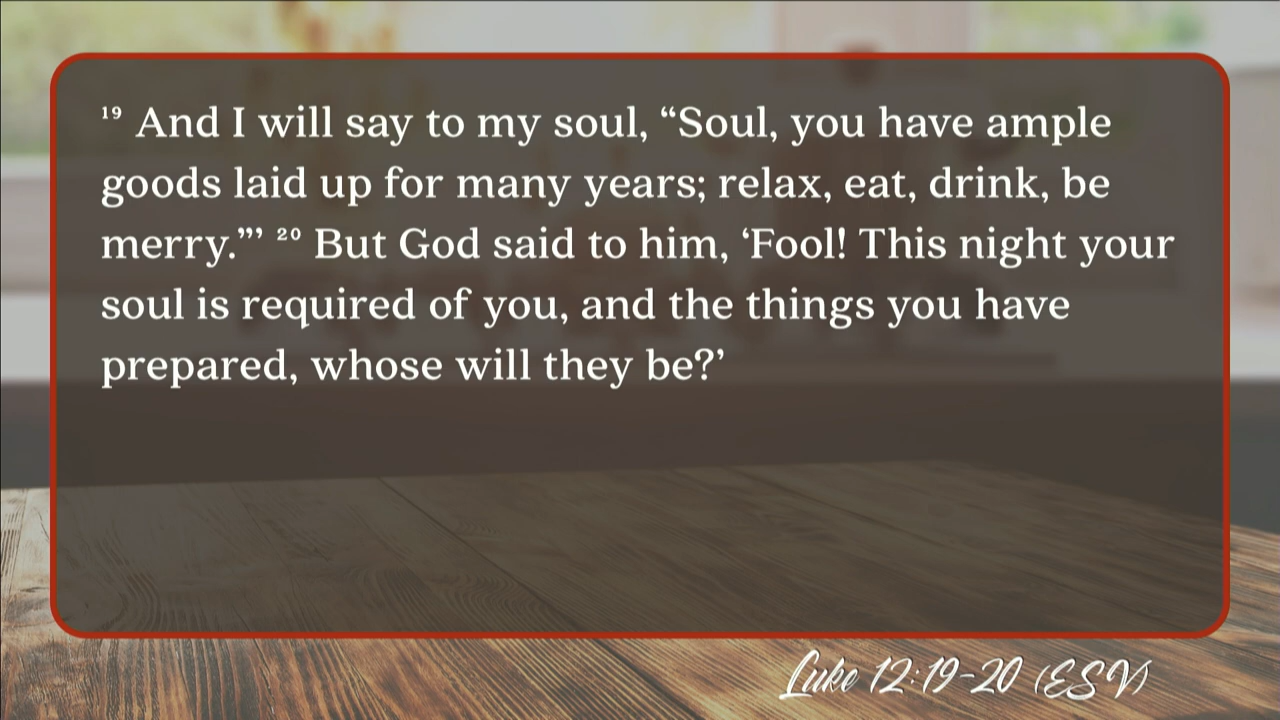 ¹⁹ And I will say to my soul, “Soul, you have ample
goods laid up for many years; relax, eat, drink, be
merry.”’ ²⁰ But God said to him, ‘Fool! This night your
soul is required of you, and the things you have
prepared, whose will they be?’
Luke 12:19-20 (ESV)